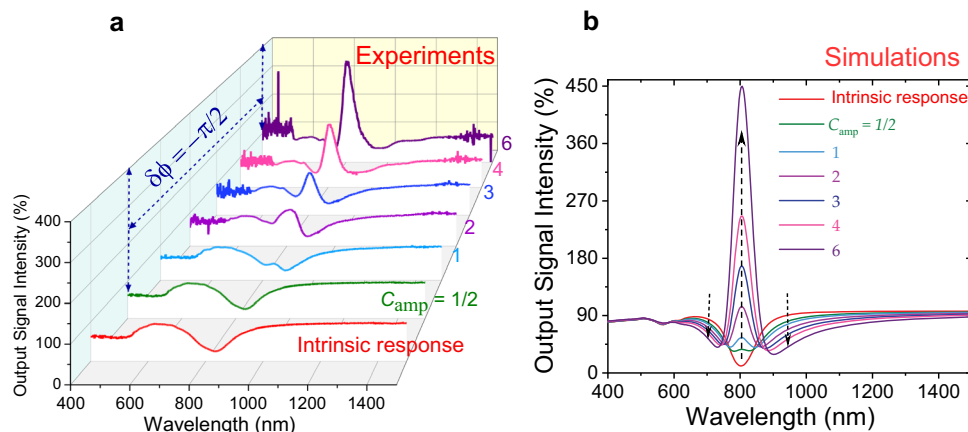 a
Experiments
δϕ = −π/2
Output Signal Intensity (%)
400
300
200
100
0
6
4
3
2
1
C_amp = 1/2
Intrinsic response
400 600 800 1000 1200 1400
Wavelength (nm)
b
Simulations
Output Signal Intensity (%)
450
360
270
180
90
0
Intrinsic response
C_amp = 1/2
1
2
3
4
6
400 600 800 1000 1200 1400
Wavelength (nm)